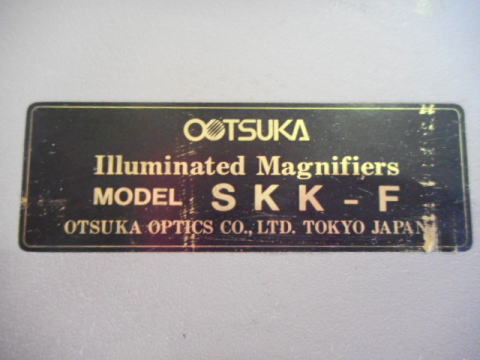 OOTSUKA
Illuminated Magnifiers
MODEL SKK-F
OTSUKA OPTICS CO., LTD. TOKYO JAPAN